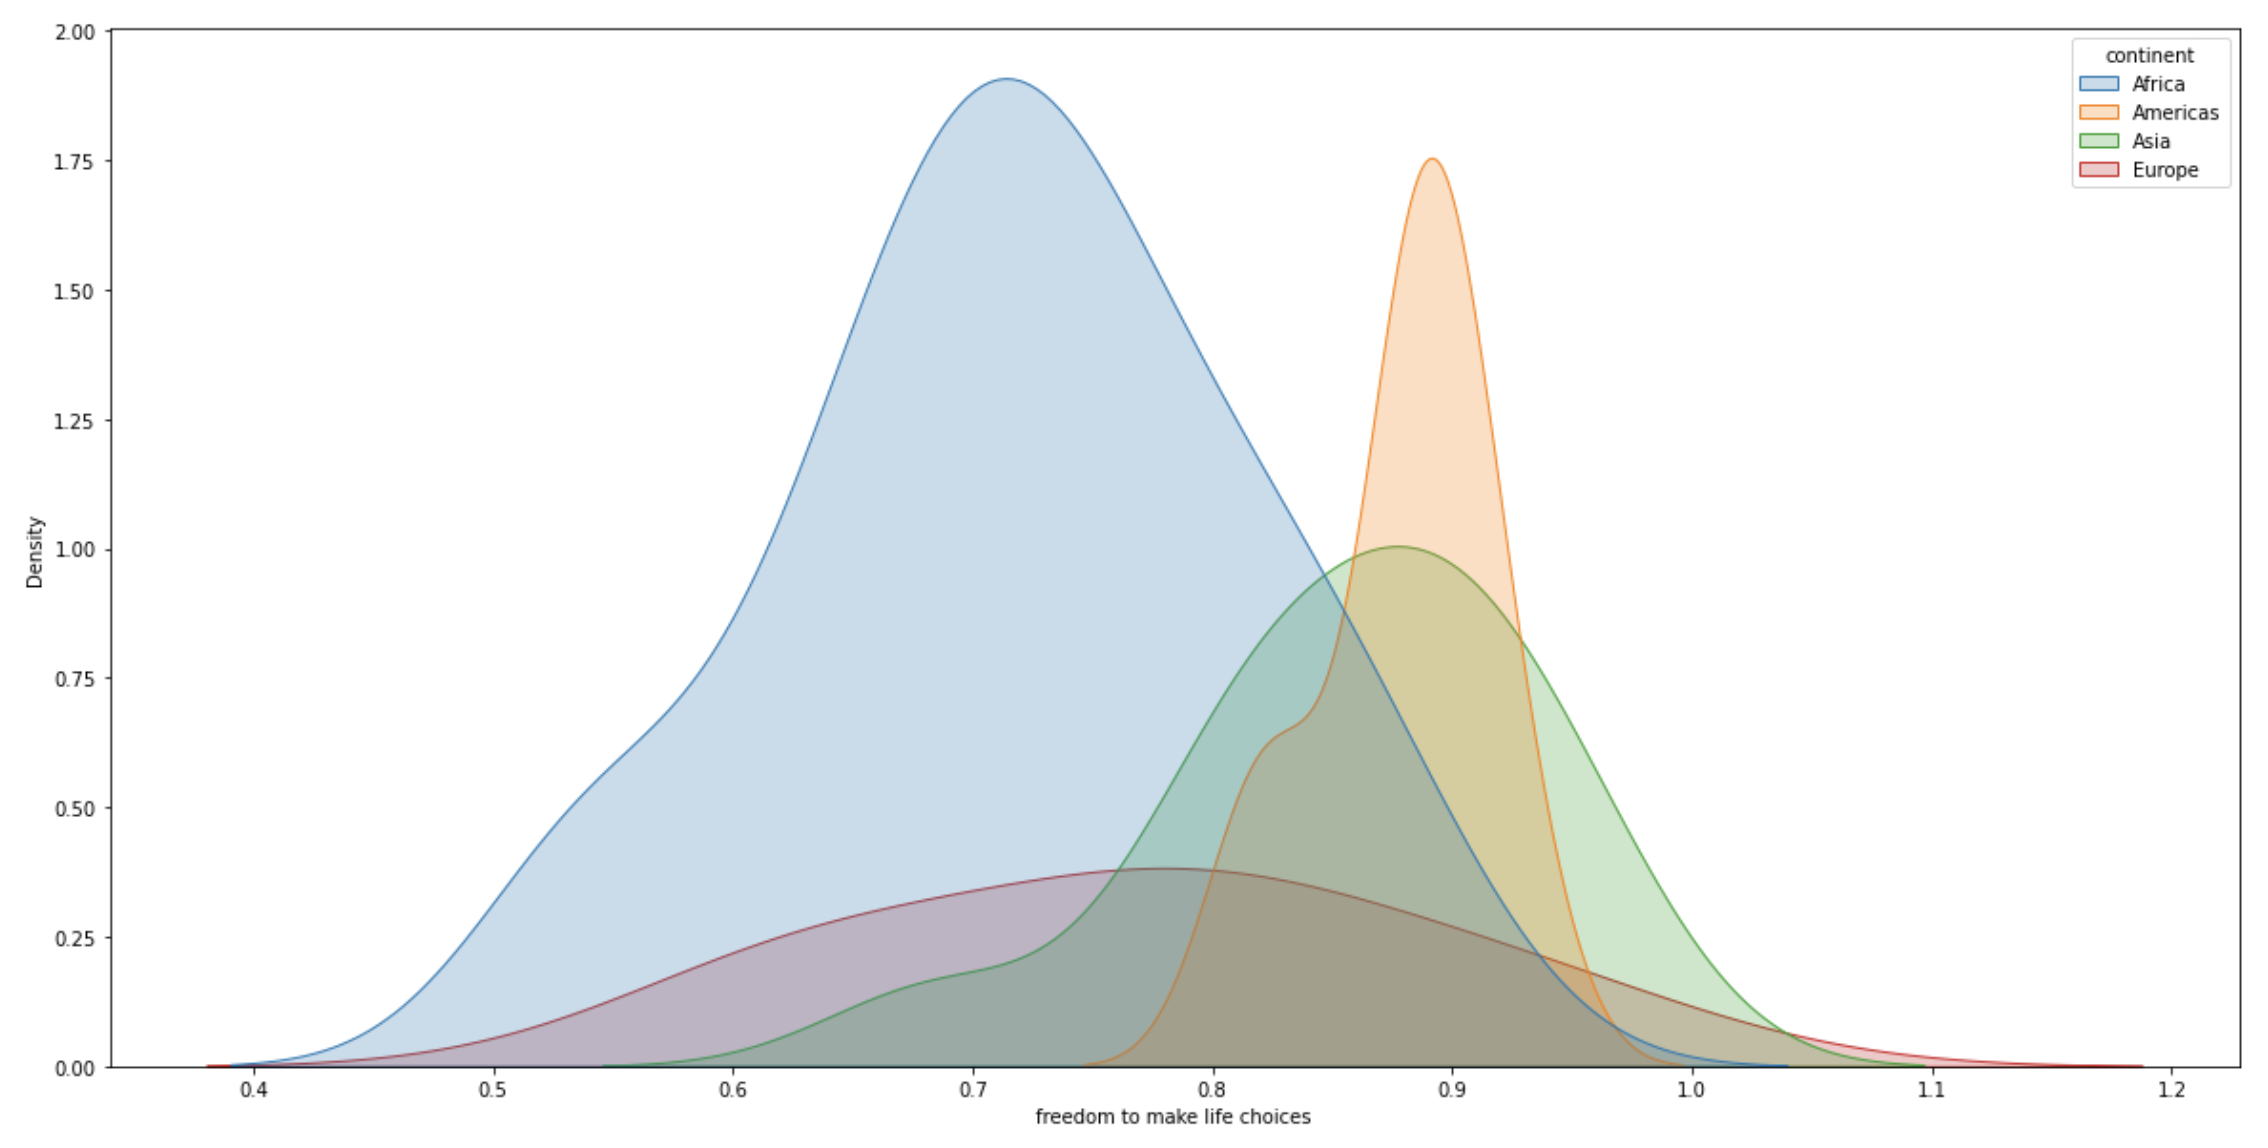 2.00
1.75
1.50
1.25
1.00
0.75
0.50
0.25
0.00
Density
0.4 0.5 0.6 0.7 0.8 0.9 1.0 1.1 1.2
freedom to make life choices
continent
Africa
Americas
Asia
Europe